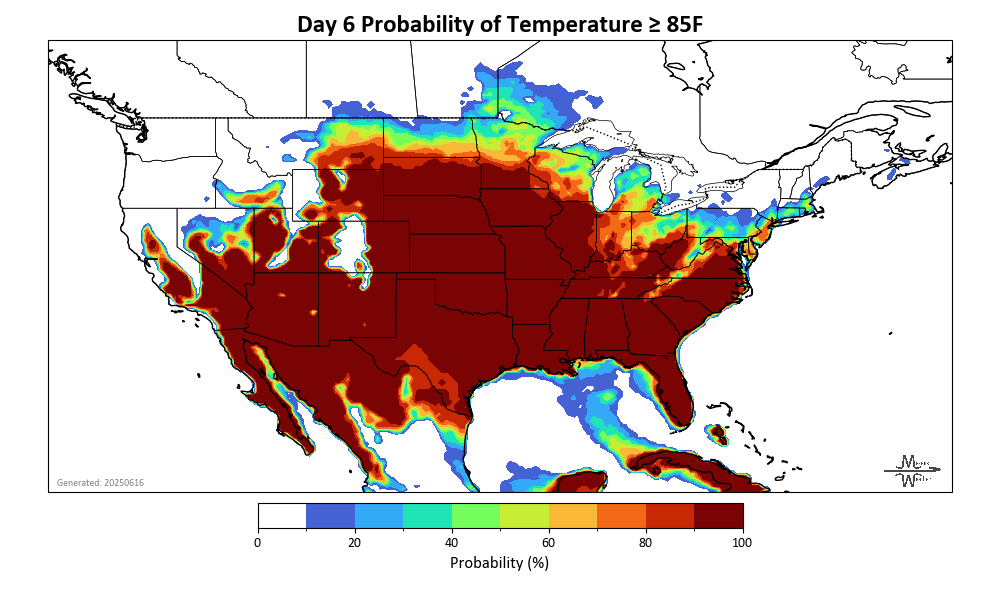 Day 6 Probability of Temperature ≥ 85F
Generated: 20250616
0 20 40 60 80 100
Probability (%)